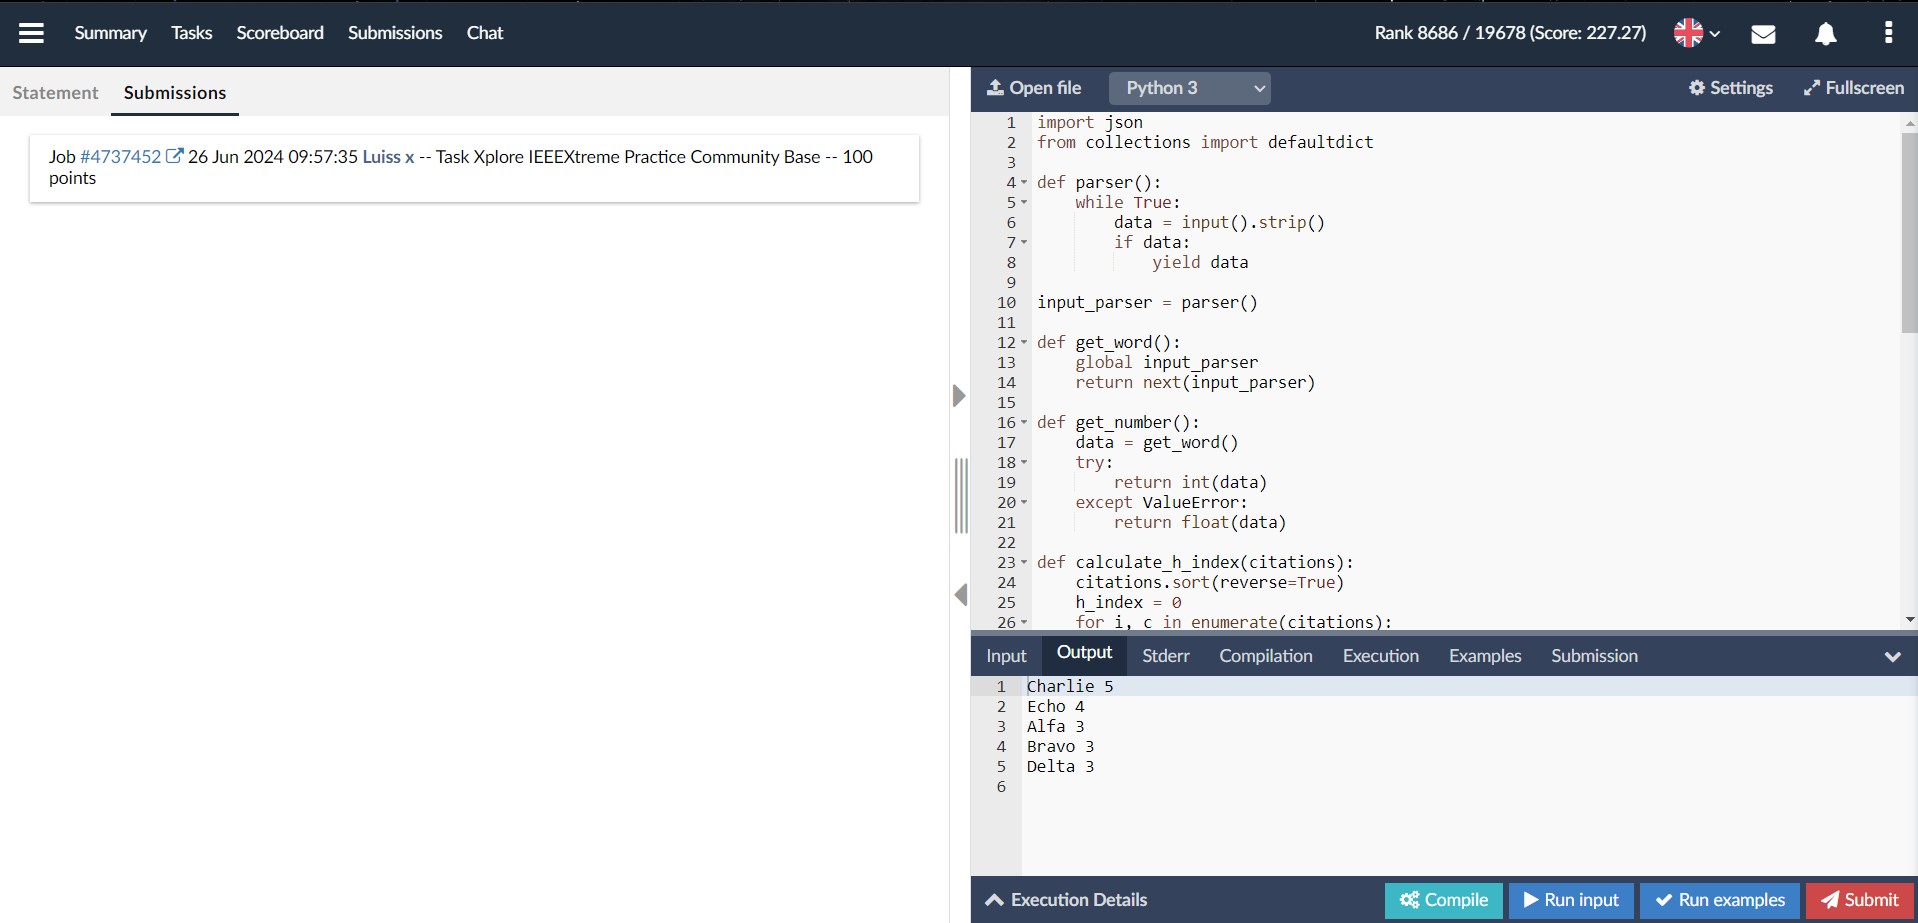 Summary Tasks Scoreboard Submissions Chat Rank 8686 / 19678 (Score: 227.27)
Statement Submissions
Job #4737452 26 Jun 2024 09:57:35 Luiss x -- Task Xplore IEEEXtreme Practice Community Base -- 100
points
Open file Python 3 Settings Fullscreen
1 import json
2 from collections import defaultdict
3
4 def parser():
5     while True:
6         data = input().strip()
7         if data:
8             yield data
9
10 input_parser = parser()
11
12 def get_word():
13     global input_parser
14     return next(input_parser)
15
16 def get_number():
17     data = get_word()
18     try:
19         return int(data)
20     except ValueError:
21         return float(data)
22
23 def calculate_h_index(citations):
24     citations.sort(reverse=True)
25     h_index = 0
26     for i, c in enumerate(citations):
Input Output Stderr Compilation Execution Examples Submission
1 Charlie 5
2 Echo 4
3 Alfa 3
4 Bravo 3
5 Delta 3
6
Execution Details Compile Run input Run examples Submit